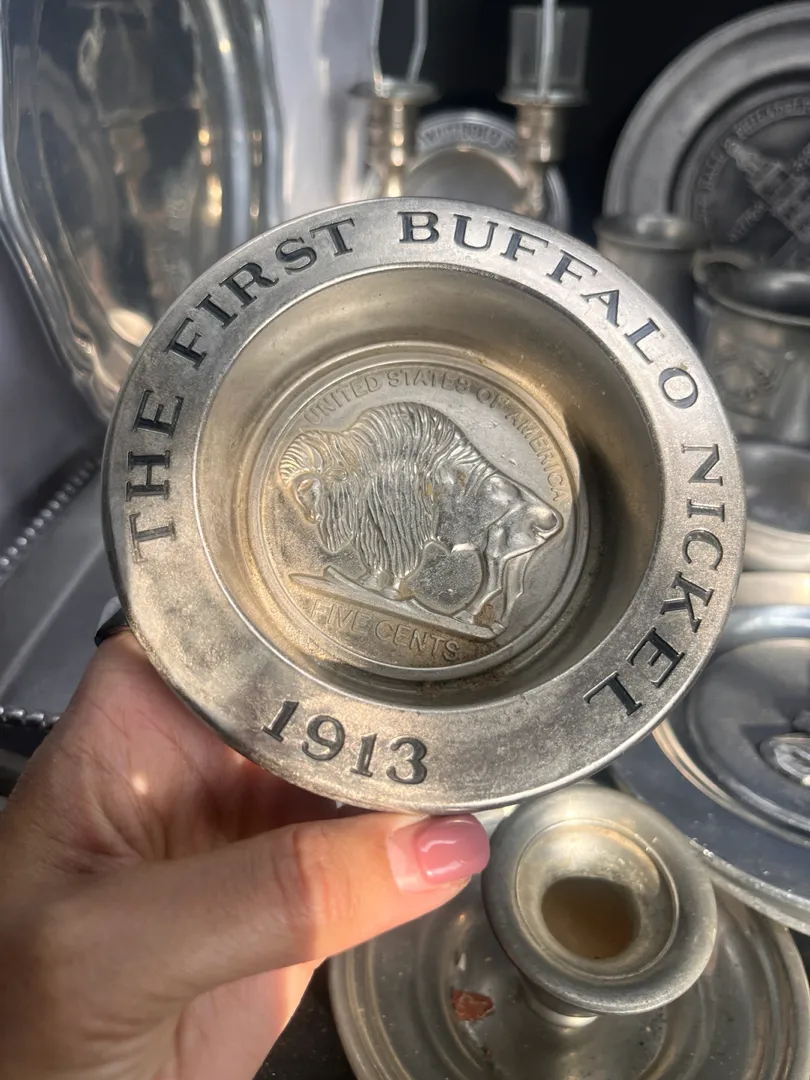 THE FIRST BUFFALO NICKEL
1913
UNITED STATES OF AMERICA
FIVE CENTS